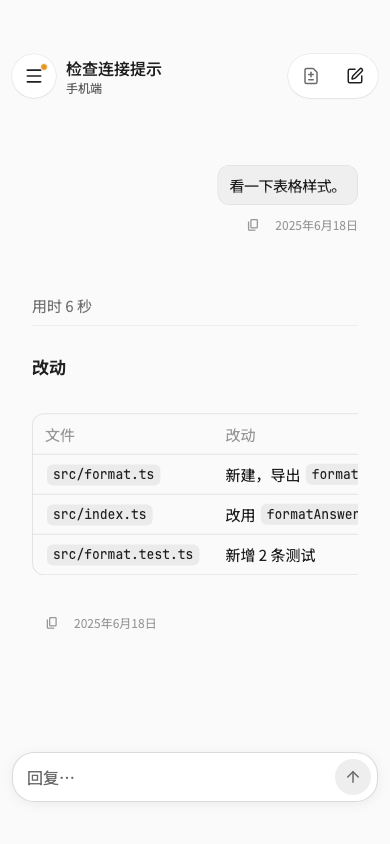 检查连接提示
手机端
看一下表格样式。
2025年6月18日
用时 6 秒
改动
文件 改动
src/format.ts 新建，导出 format
src/index.ts 改用 formatAnswer
src/format.test.ts 新增 2 条测试
2025年6月18日
回复…